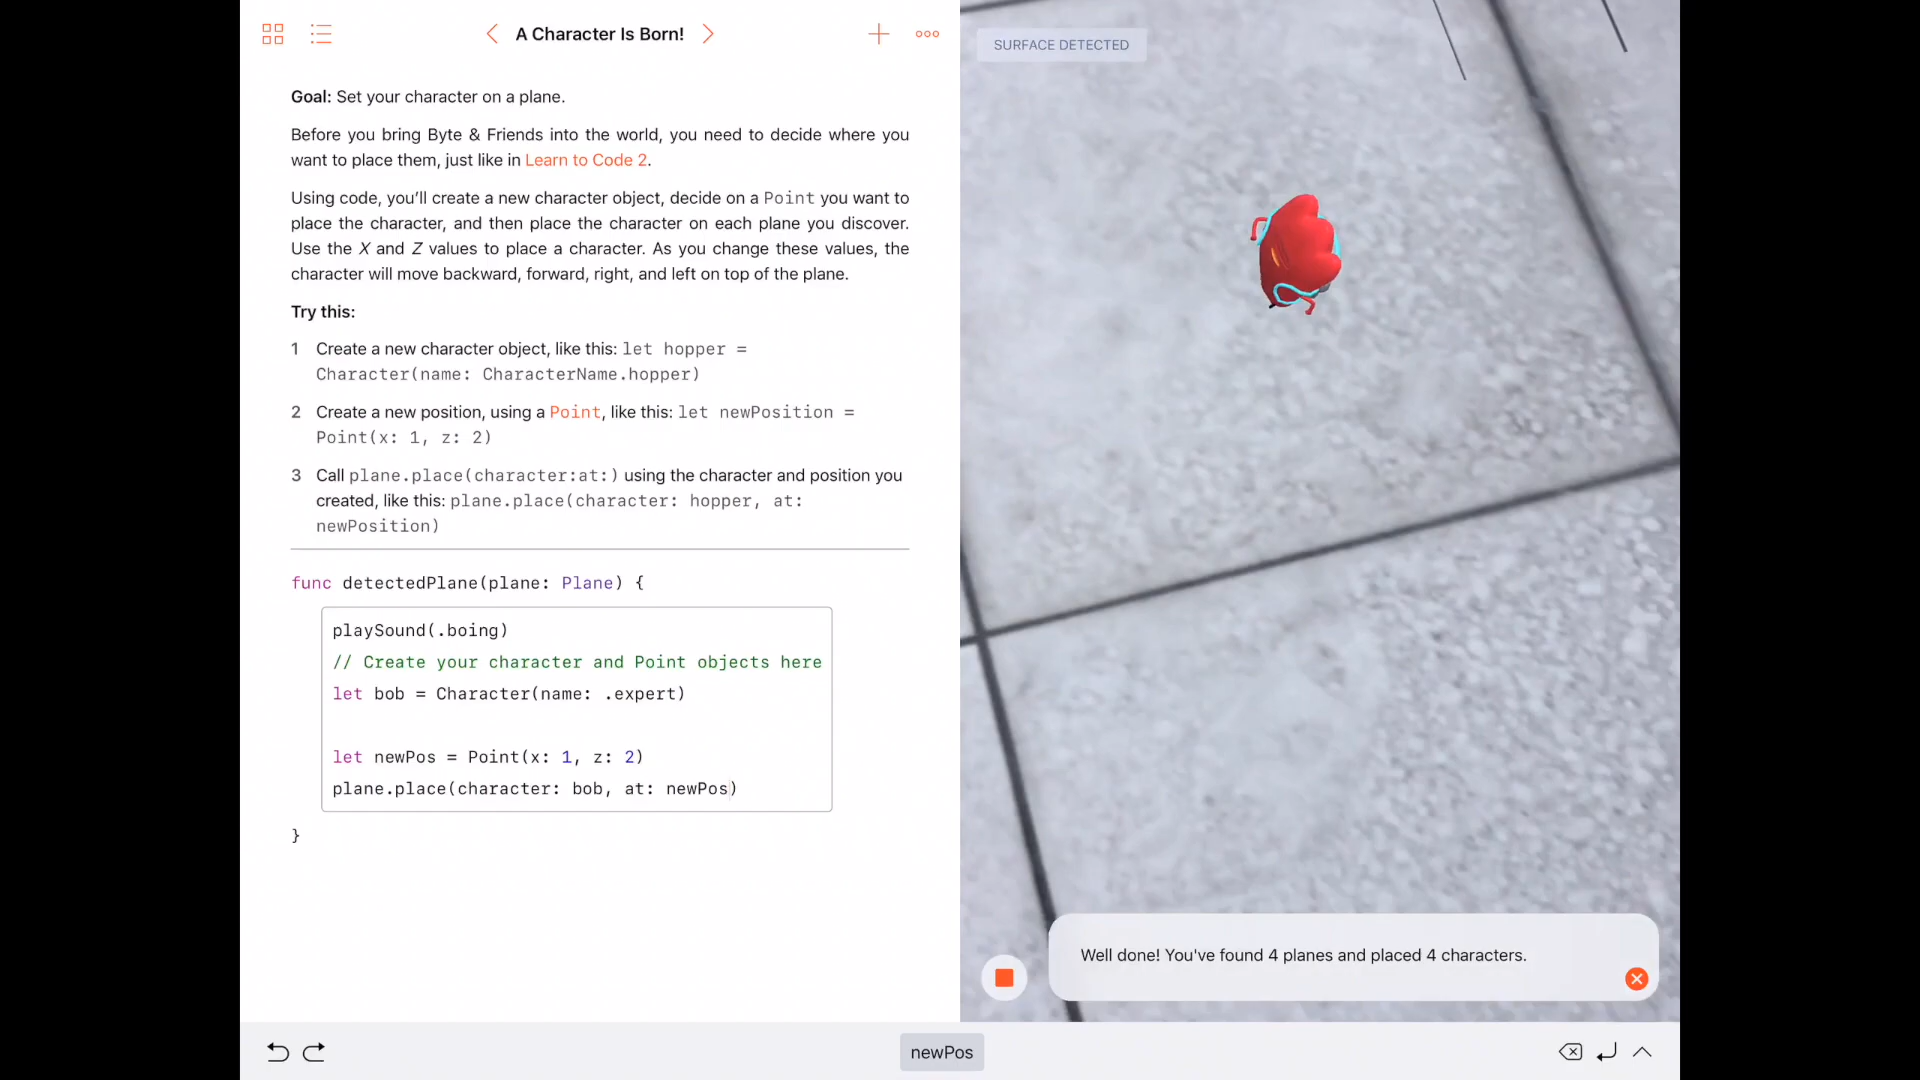 A Character Is Born!
Goal: Set your character on a plane.
Before you bring Byte & Friends into the world, you need to decide where you
want to place them, just like in Learn to Code 2.
Using code, you’ll create a new character object, decide on a Point you want to
place the character, and then place the character on each plane you discover.
Use the X and Z values to place a character. As you change these values, the
character will move backward, forward, right, and left on top of the plane.
Try this:
1 Create a new character object, like this: let hopper =
Character(name: CharacterName.hopper)
2 Create a new position, using a Point, like this: let newPosition =
Point(x: 1, z: 2)
3 Call plane.place(character:at:) using the character and position you
created, like this: plane.place(character: hopper, at:
newPosition)
func detectedPlane(plane: Plane) {
playSound(.boing)
// Create your character and Point objects here
let bob = Character(name: .expert)
let newPos = Point(x: 1, z: 2)
plane.place(character: bob, at: newPos)
}
SURFACE DETECTED
Well done! You've found 4 planes and placed 4 characters.
newPos